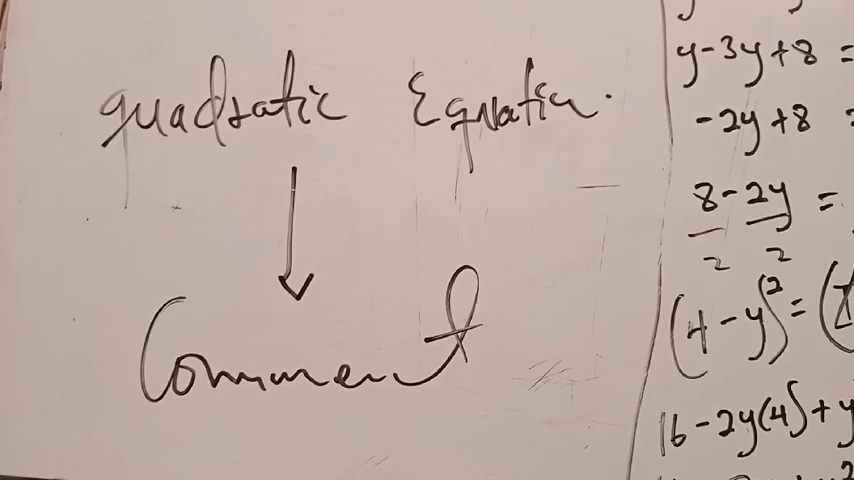 quadratic Equation.
Comment
y-3y+8 =
-2y+8 =
8-2y =
2 2
(4-y)² = (
16-2y(4)+y